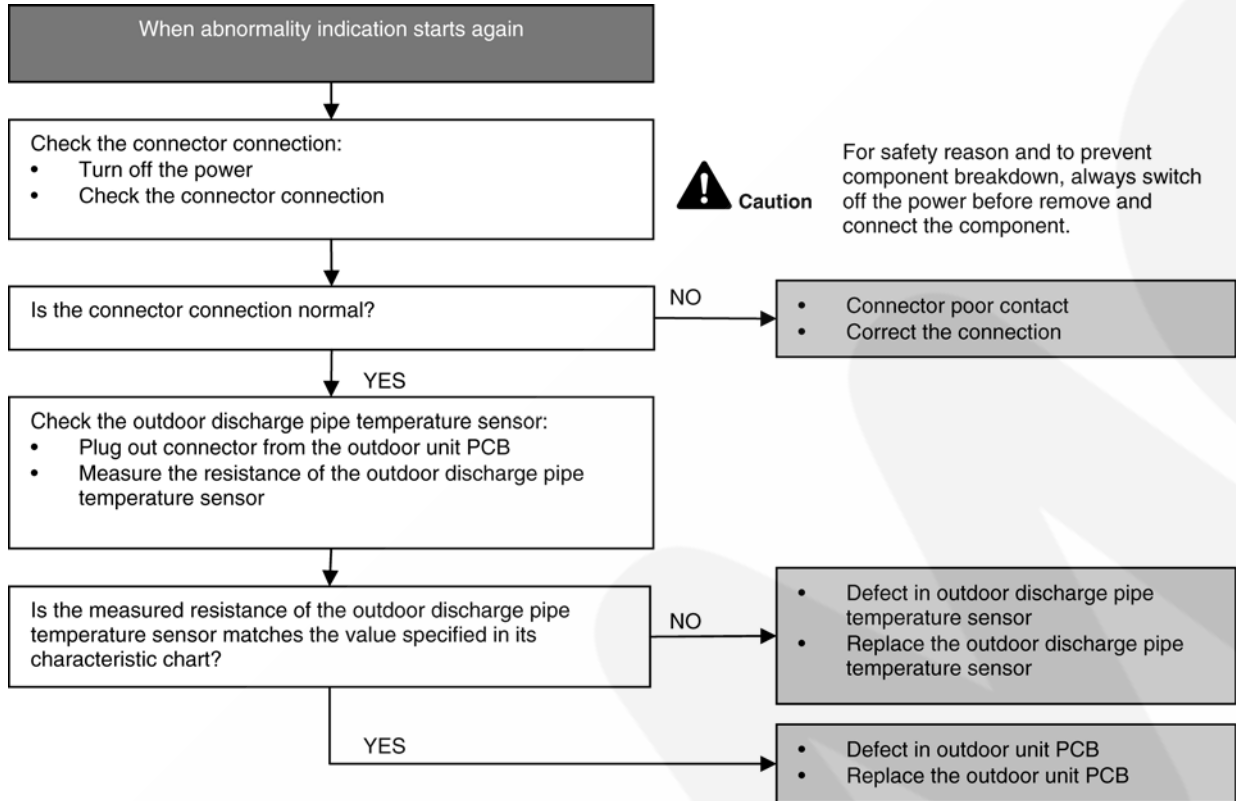 When abnormality indication starts again
Check the connector connection:
• Turn off the power
• Check the connector connection
Caution
For safety reason and to prevent
component breakdown, always switch
off the power before remove and
connect the component.
Is the connector connection normal?
NO
• Connector poor contact
• Correct the connection
YES
Check the outdoor discharge pipe temperature sensor:
• Plug out connector from the outdoor unit PCB
• Measure the resistance of the outdoor discharge pipe
temperature sensor
Is the measured resistance of the outdoor discharge pipe
temperature sensor matches the value specified in its
characteristic chart?
NO
• Defect in outdoor discharge pipe
temperature sensor
• Replace the outdoor discharge pipe
temperature sensor
YES
• Defect in outdoor unit PCB
• Replace the outdoor unit PCB